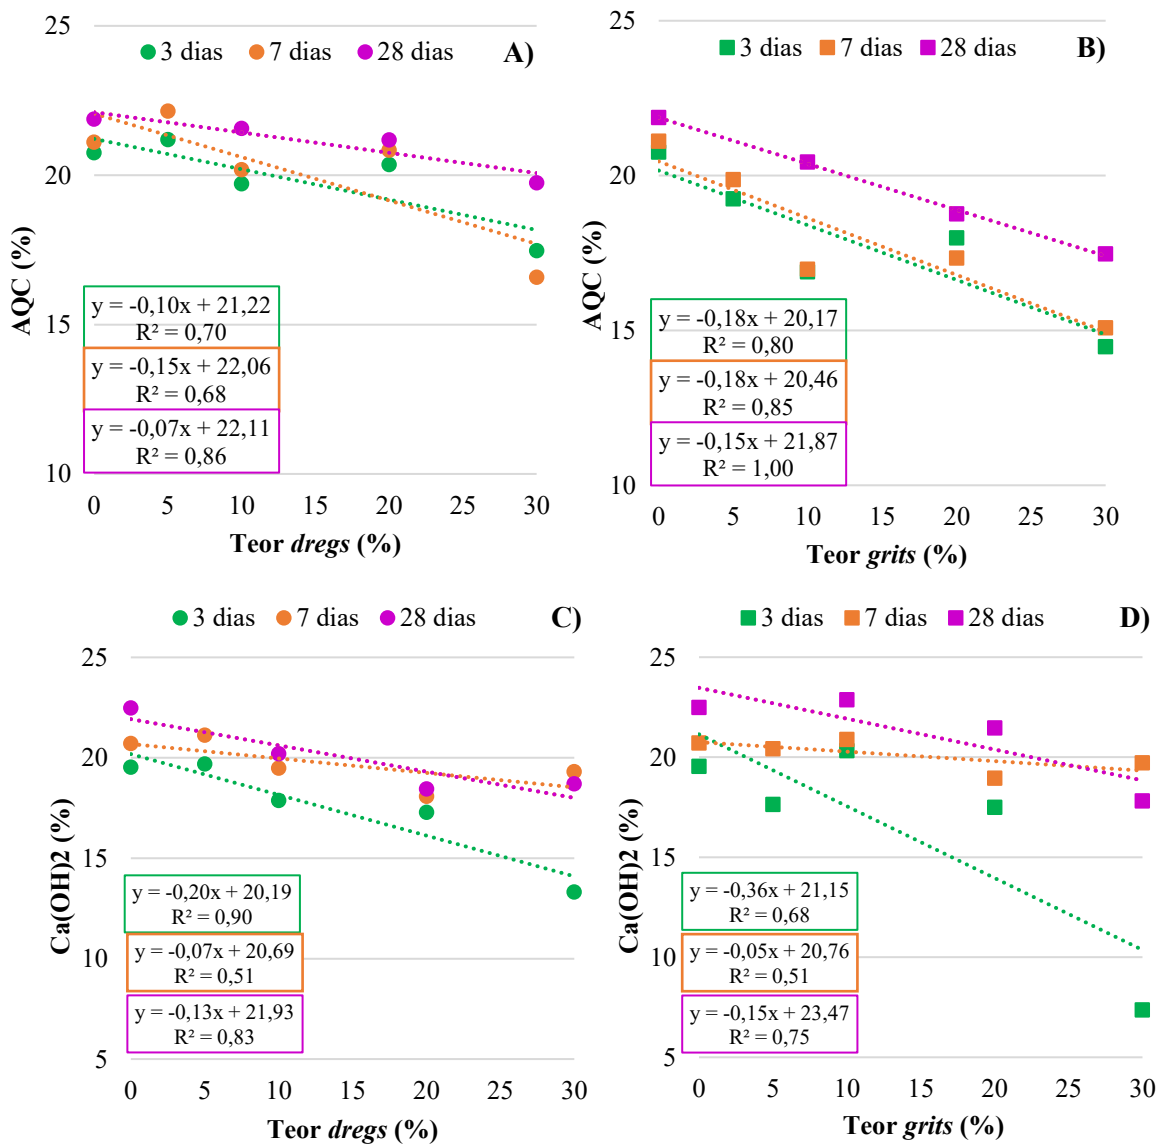 25
3 dias 7 dias 28 dias A)
20
15
10
AQC (%)
y = -0,10x + 21,22
R² = 0,70
y = -0,15x + 22,06
R² = 0,68
y = -0,07x + 22,11
R² = 0,86
0 5 10 15 20 25 30
Teor dregs (%)
25
3 dias 7 dias 28 dias B)
20
15
10
AQC (%)
y = -0,18x + 20,17
R² = 0,80
y = -0,18x + 20,46
R² = 0,85
y = -0,15x + 21,87
R² = 1,00
0 5 10 15 20 25 30
Teor grits (%)
3 dias 7 dias 28 dias C)
25
20
15
10
5
Ca(OH)2 (%)
y = -0,20x + 20,19
R² = 0,90
y = -0,07x + 20,69
R² = 0,51
y = -0,13x + 21,93
R² = 0,83
0 5 10 15 20 25 30
Teor dregs (%)
3 dias 7 dias 28 dias D)
25
20
15
10
5
Ca(OH)2 (%)
y = -0,36x + 21,15
R² = 0,68
y = -0,05x + 20,76
R² = 0,51
y = -0,15x + 23,47
R² = 0,75
0 5 10 15 20 25 30
Teor grits (%)